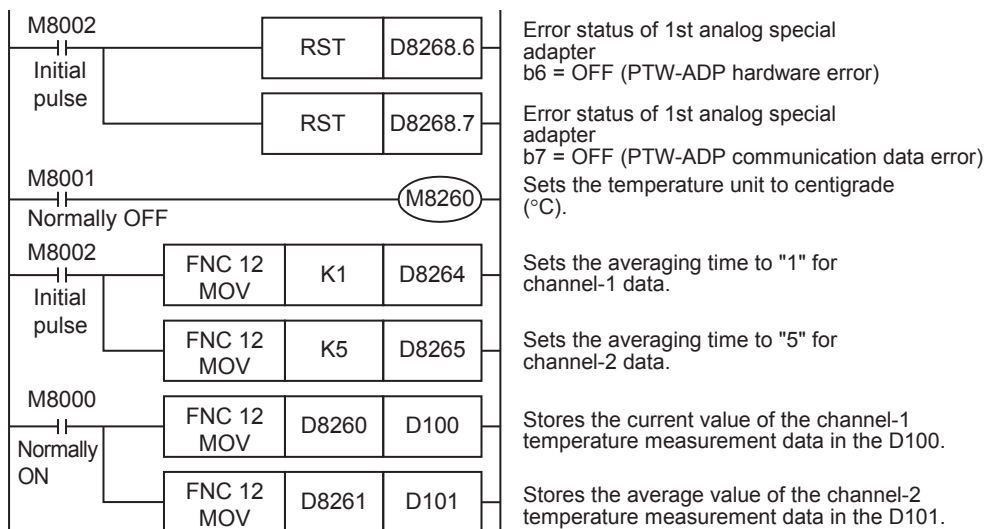 M8002
Initial
pulse
RST D8268.6
Error status of 1st analog special
adapter
b6 = OFF (PTW-ADP hardware error)
RST D8268.7
Error status of 1st analog special
adapter
b7 = OFF (PTW-ADP communication data error)
M8001
Normally OFF
M8260
Sets the temperature unit to centigrade
(°C).
M8002
Initial
pulse
FNC 12
MOV
K1 D8264
Sets the averaging time to "1" for
channel-1 data.
FNC 12
MOV
K5 D8265
Sets the averaging time to "5" for
channel-2 data.
M8000
Normally
ON
FNC 12
MOV
D8260 D100
Stores the current value of the channel-1
temperature measurement data in the D100.
FNC 12
MOV
D8261 D101
Stores the average value of the channel-2
temperature measurement data in the D101.